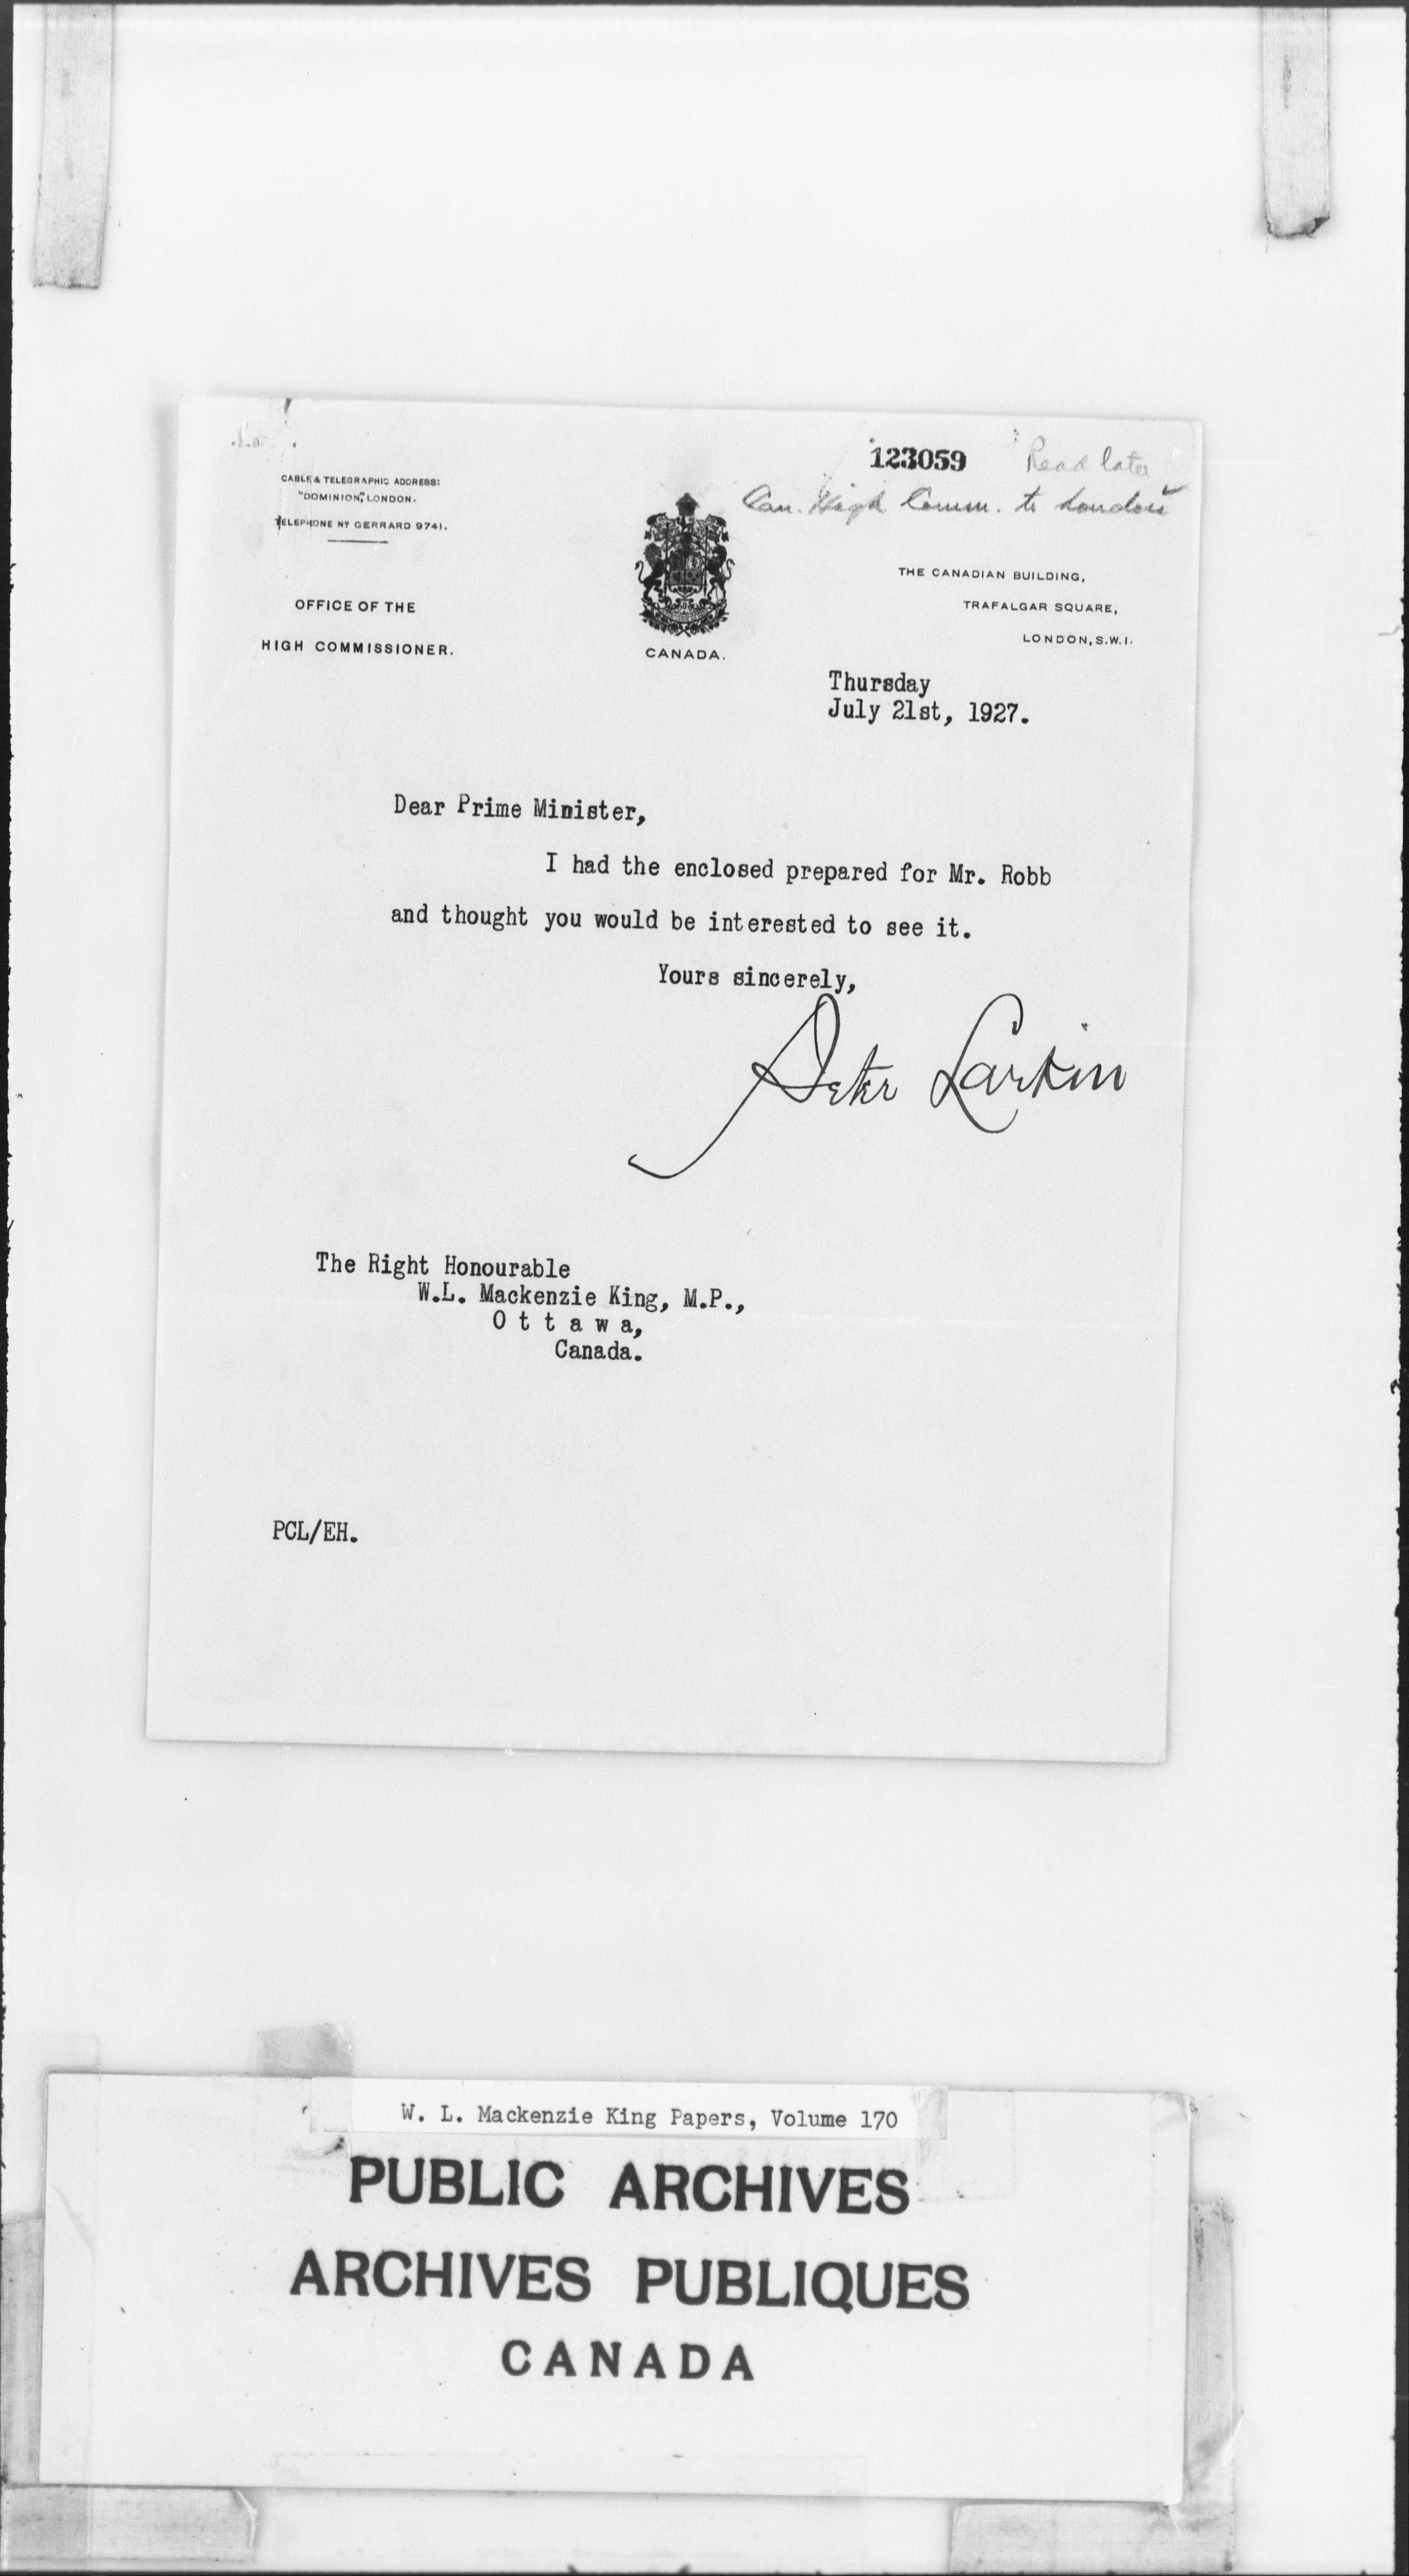 123059 Read later
Can. High Comm. to London
CABLE & TELEGRAPHIC ADDRESS:
"DOMINION," LONDON.
TELEPHONE Nº GERRARD 9741.
OFFICE OF THE
HIGH COMMISSIONER.
CANADA.
THE CANADIAN BUILDING,
TRAFALGAR SQUARE,
LONDON, S.W.1.
Thursday
July 21st, 1927.
Dear Prime Minister,
I had the enclosed prepared for Mr. Robb
and thought you would be interested to see it.
Yours sincerely,
Peter Larkin
The Right Honourable
W.L. Mackenzie King, M.P.,
O t t a w a,
Canada.
PCL/EH.
W. L. Mackenzie King Papers, Volume 170
PUBLIC ARCHIVES
ARCHIVES PUBLIQUES
CANADA